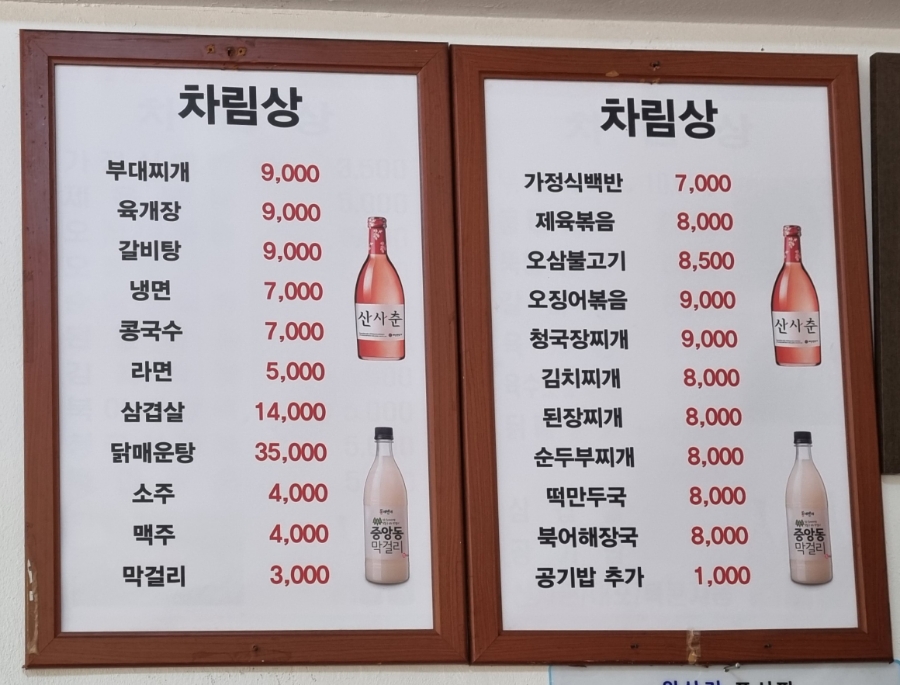 차림상
부대찌개 9,000
육개장 9,000
갈비탕 9,000
냉면 7,000
콩국수 7,000
라면 5,000
삼겹살 14,000
닭매운탕 35,000
소주 4,000
맥주 4,000
막걸리 3,000
산사춘
중앙동
막걸리
차림상
가정식백반 7,000
제육볶음 8,000
오삼불고기 8,500
오징어볶음 9,000
청국장찌개 9,000
김치찌개 8,000
된장찌개 8,000
순두부찌개 8,000
떡만두국 8,000
북어해장국 8,000
공기밥 추가 1,000
산사춘
중앙동
막걸리